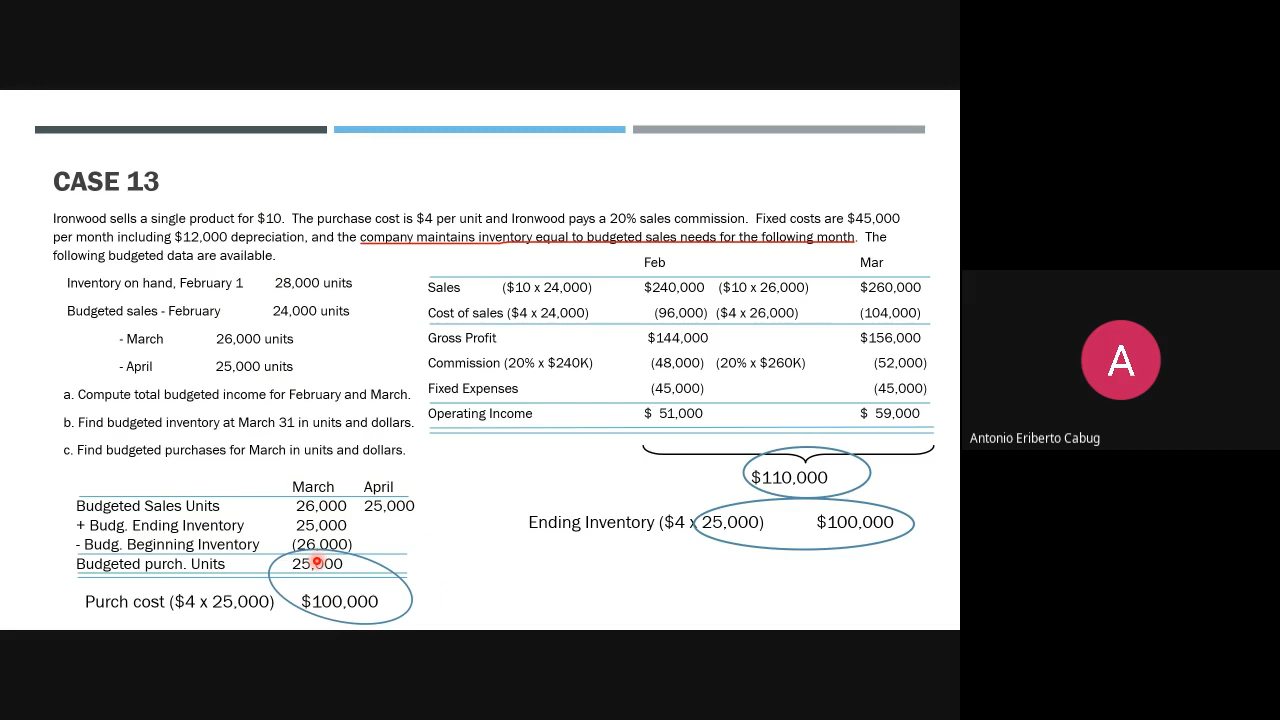 CASE 13
Ironwood sells a single product for $10. The purchase cost is $4 per unit and Ironwood pays a 20% sales commission. Fixed costs are $45,000
per month including $12,000 depreciation, and the company maintains inventory equal to budgeted sales needs for the following month. The
following budgeted data are available.
Inventory on hand, February 1 28,000 units
Budgeted sales - February 24,000 units
- March 26,000 units
- April 25,000 units
a. Compute total budgeted income for February and March.
b. Find budgeted inventory at March 31 in units and dollars.
c. Find budgeted purchases for March in units and dollars.
Feb Mar
Sales ($10 x 24,000) $240,000 ($10 x 26,000) $260,000
Cost of sales ($4 x 24,000) (96,000) ($4 x 26,000) (104,000)
Gross Profit $144,000 $156,000
Commission (20% x $240K) (48,000) (20% x $260K) (52,000)
Fixed Expenses (45,000) (45,000)
Operating Income $ 51,000 $ 59,000
$110,000
Ending Inventory ($4 x 25,000) $100,000
March April
Budgeted Sales Units 26,000 25,000
+ Budg. Ending Inventory 25,000
- Budg. Beginning Inventory (26,000)
Budgeted purch. Units 25,000
Purch cost ($4 x 25,000) $100,000
A
Antonio Eriberto Cabug